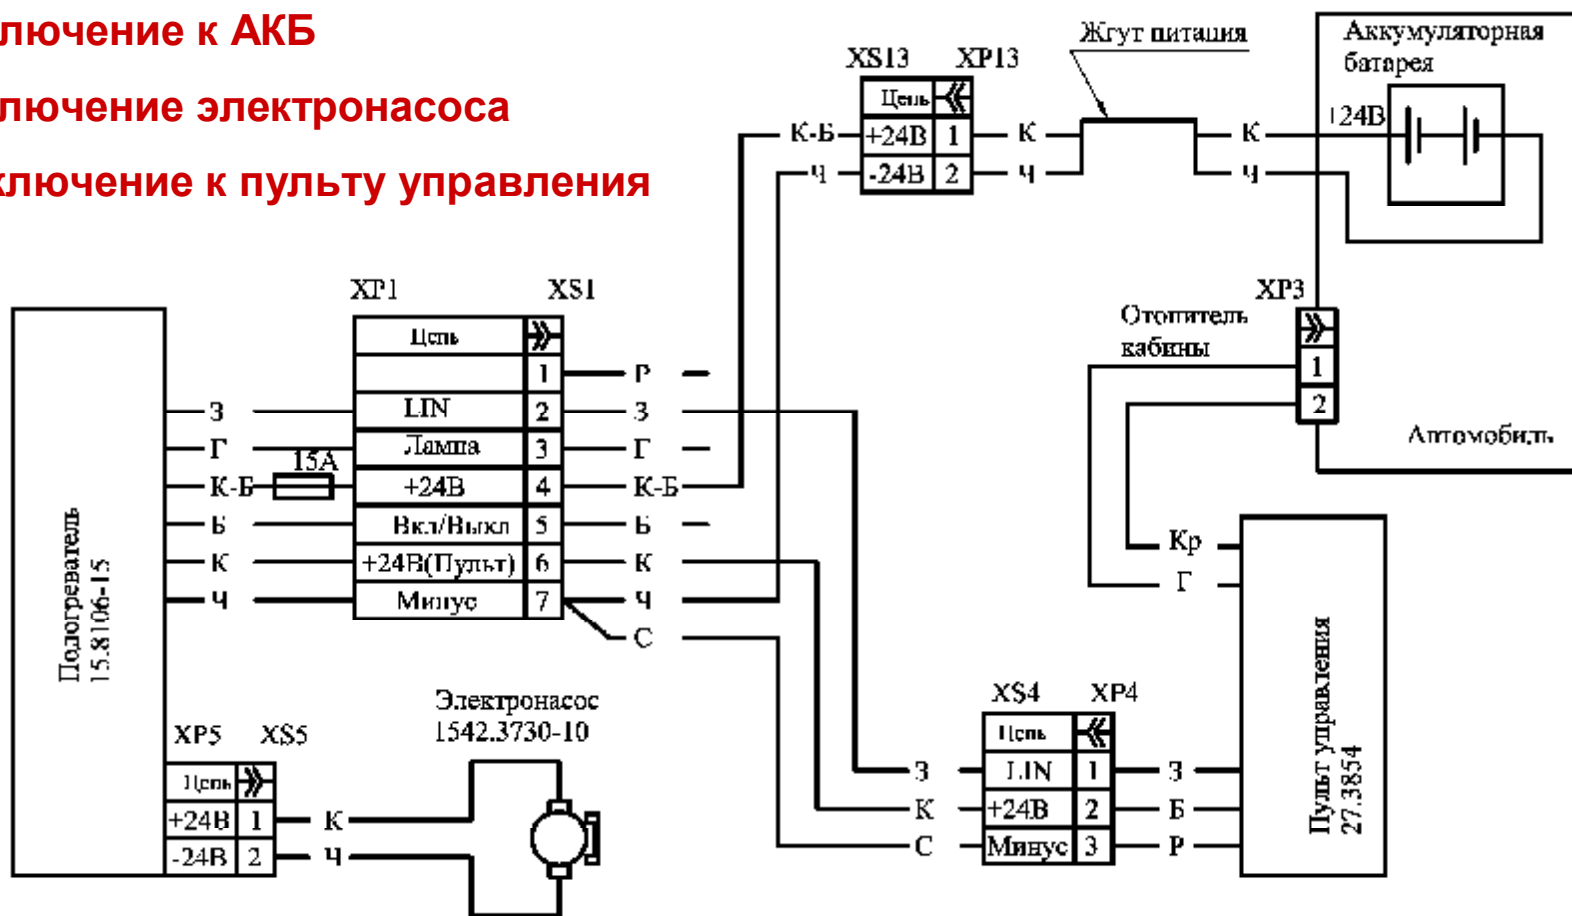 лючение к АКБ
лючение электронасоса
ключение к пульту управления
Жгут питания
Аккумуляторная
батарея
XS13 XP13
Цепь
К-Б +24В 1 К К +24В
Ч -24В 2 Ч Ч
XP3
Отопитель
кабины
1
2
Автомобиль
XP1 XS1
Цепь
1 Р
З LIN 2 З
Г Лампа 3 Г
15А
К-Б +24В 4 К-Б
Б Вкл/Выкл 5 Б
К +24В(Пульт) 6 К
Ч Минус 7 Ч
С
Подогреватель
15.8106-15
Кр
Г
Пульт управления
27.3854
Электронасос
1542.3730-10
XP5 XS5
Цепь
+24В 1 К
-24В 2 Ч
XS4 XP4
Цепь
З LIN 1 З
К +24В 2 Б
С Минус 3 Р